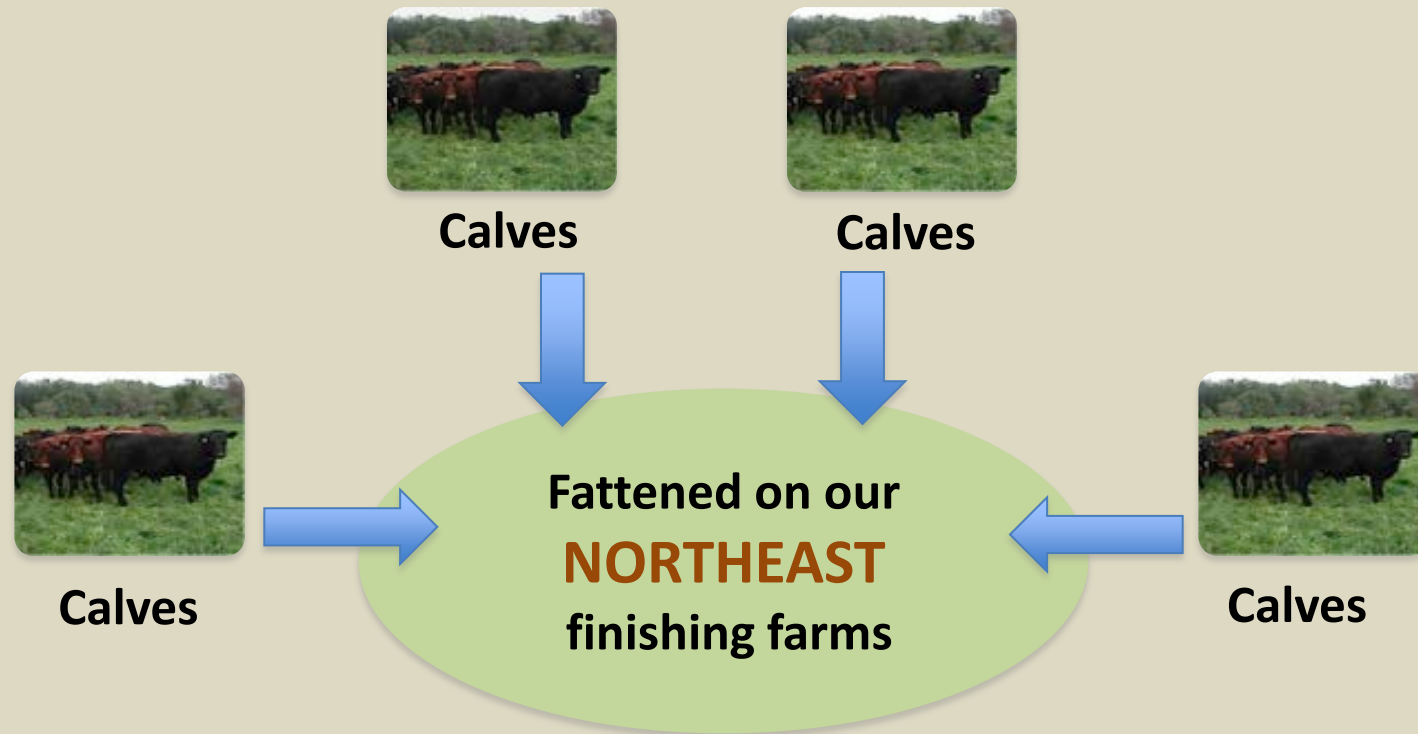 Calves
Calves
Fattened on our
NORTHEAST
finishing farms
Calves
Calves